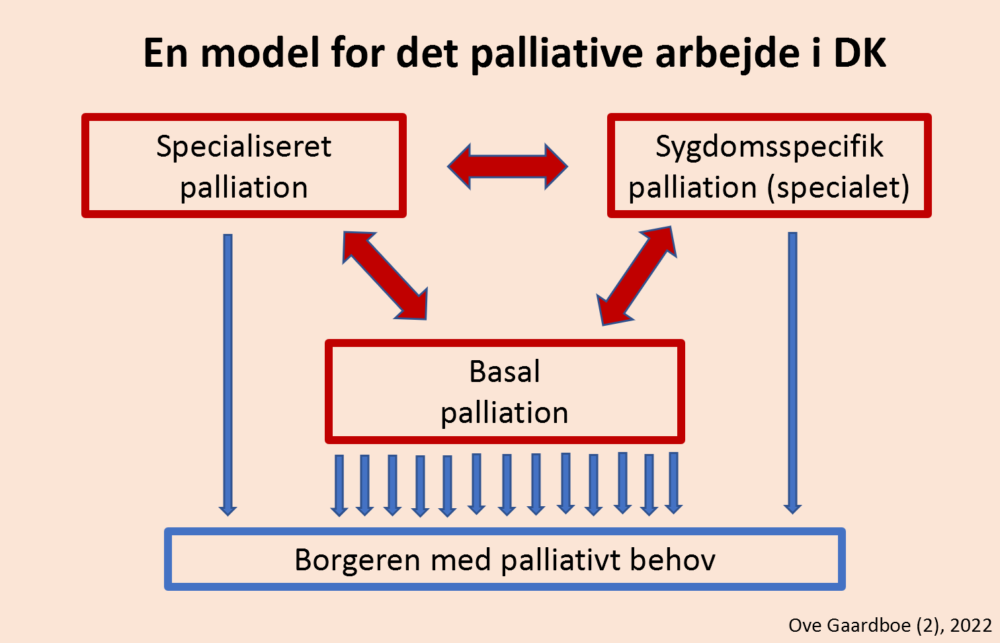 En model for det palliative arbejde i DK
Specialiseret
palliation
Sygdomsspecifik
palliation (specialet)
Basal
palliation
Borgeren med palliativt behov
Ove Gaardboe (2), 2022